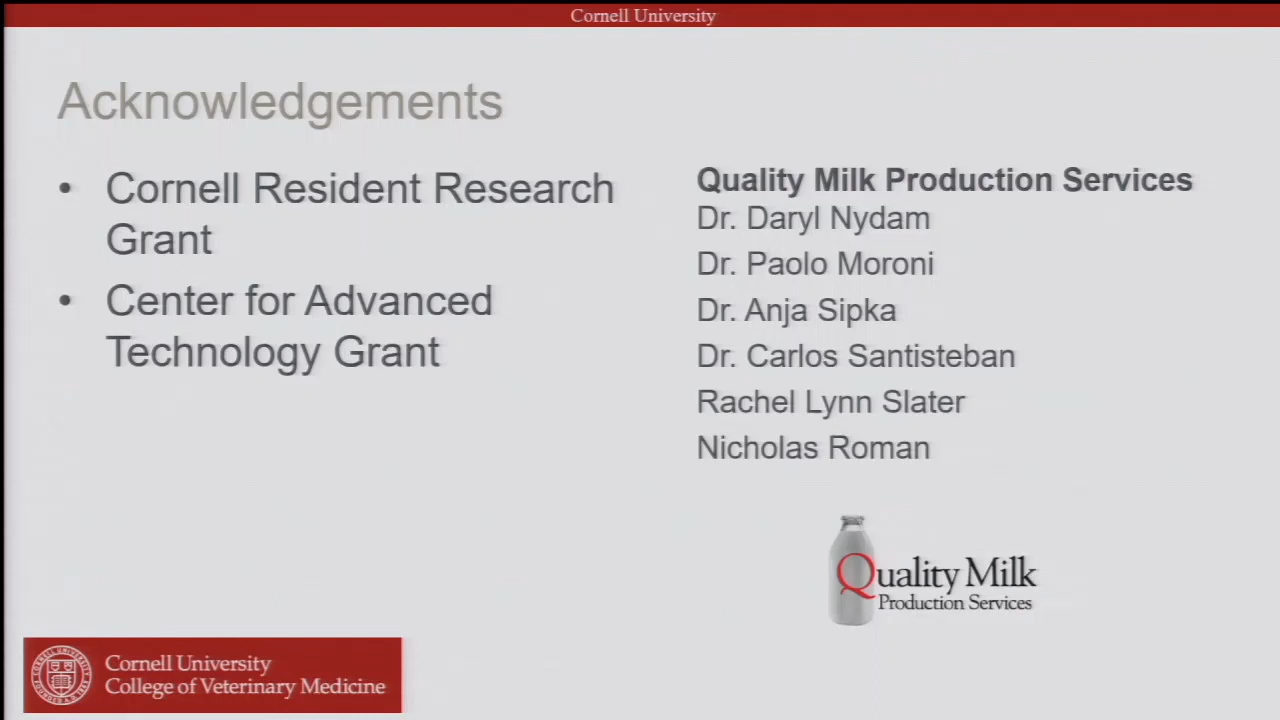 Cornell University
Acknowledgements
• Cornell Resident Research
Grant
• Center for Advanced
Technology Grant
Quality Milk Production Services
Dr. Daryl Nydam
Dr. Paolo Moroni
Dr. Anja Sipka
Dr. Carlos Santisteban
Rachel Lynn Slater
Nicholas Roman
Quality Milk
Production Services
Cornell University
College of Veterinary Medicine